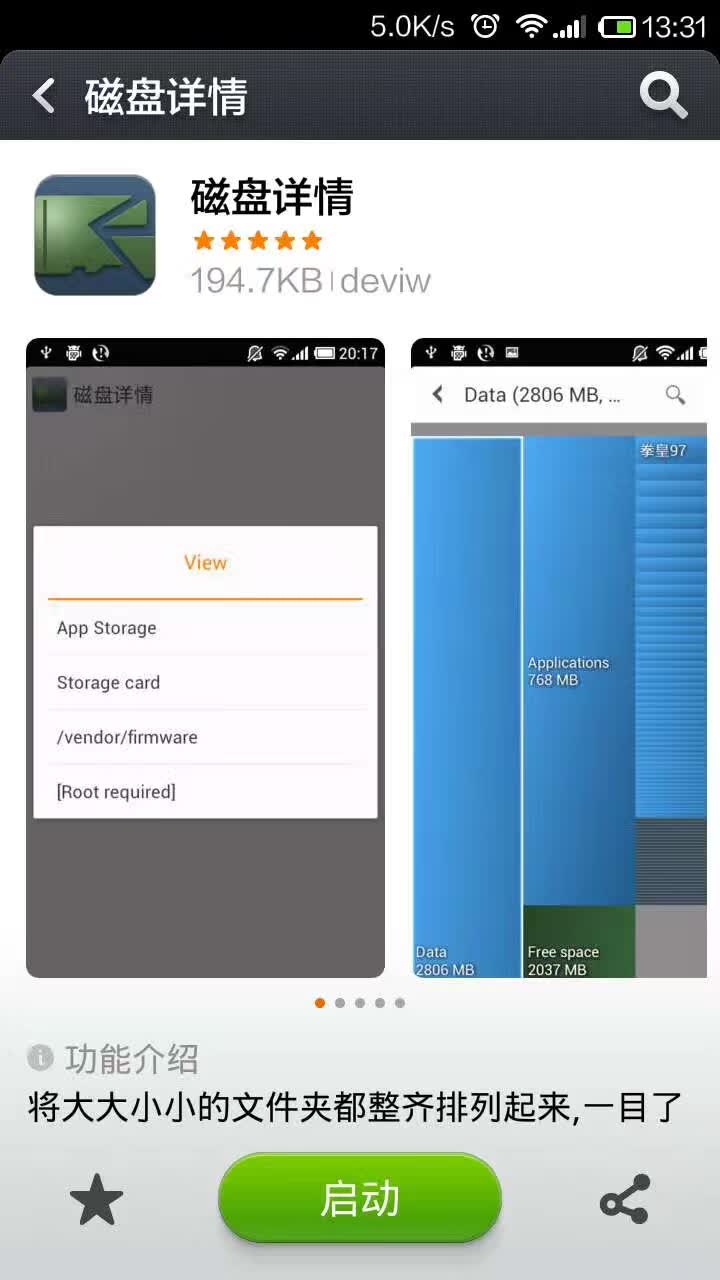 5.0K/s 13:31
磁盘详情
磁盘详情
194.7KB deviw
20:17
磁盘详情
View
App Storage
Storage card
/vendor/firmware
[Root required]
Data (2806 MB, ...
拳皇97
Applications
768 MB
Data
2806 MB
Free space
2037 MB
功能介绍
将大大小小的文件夹都整齐排列起来,一目了
启动